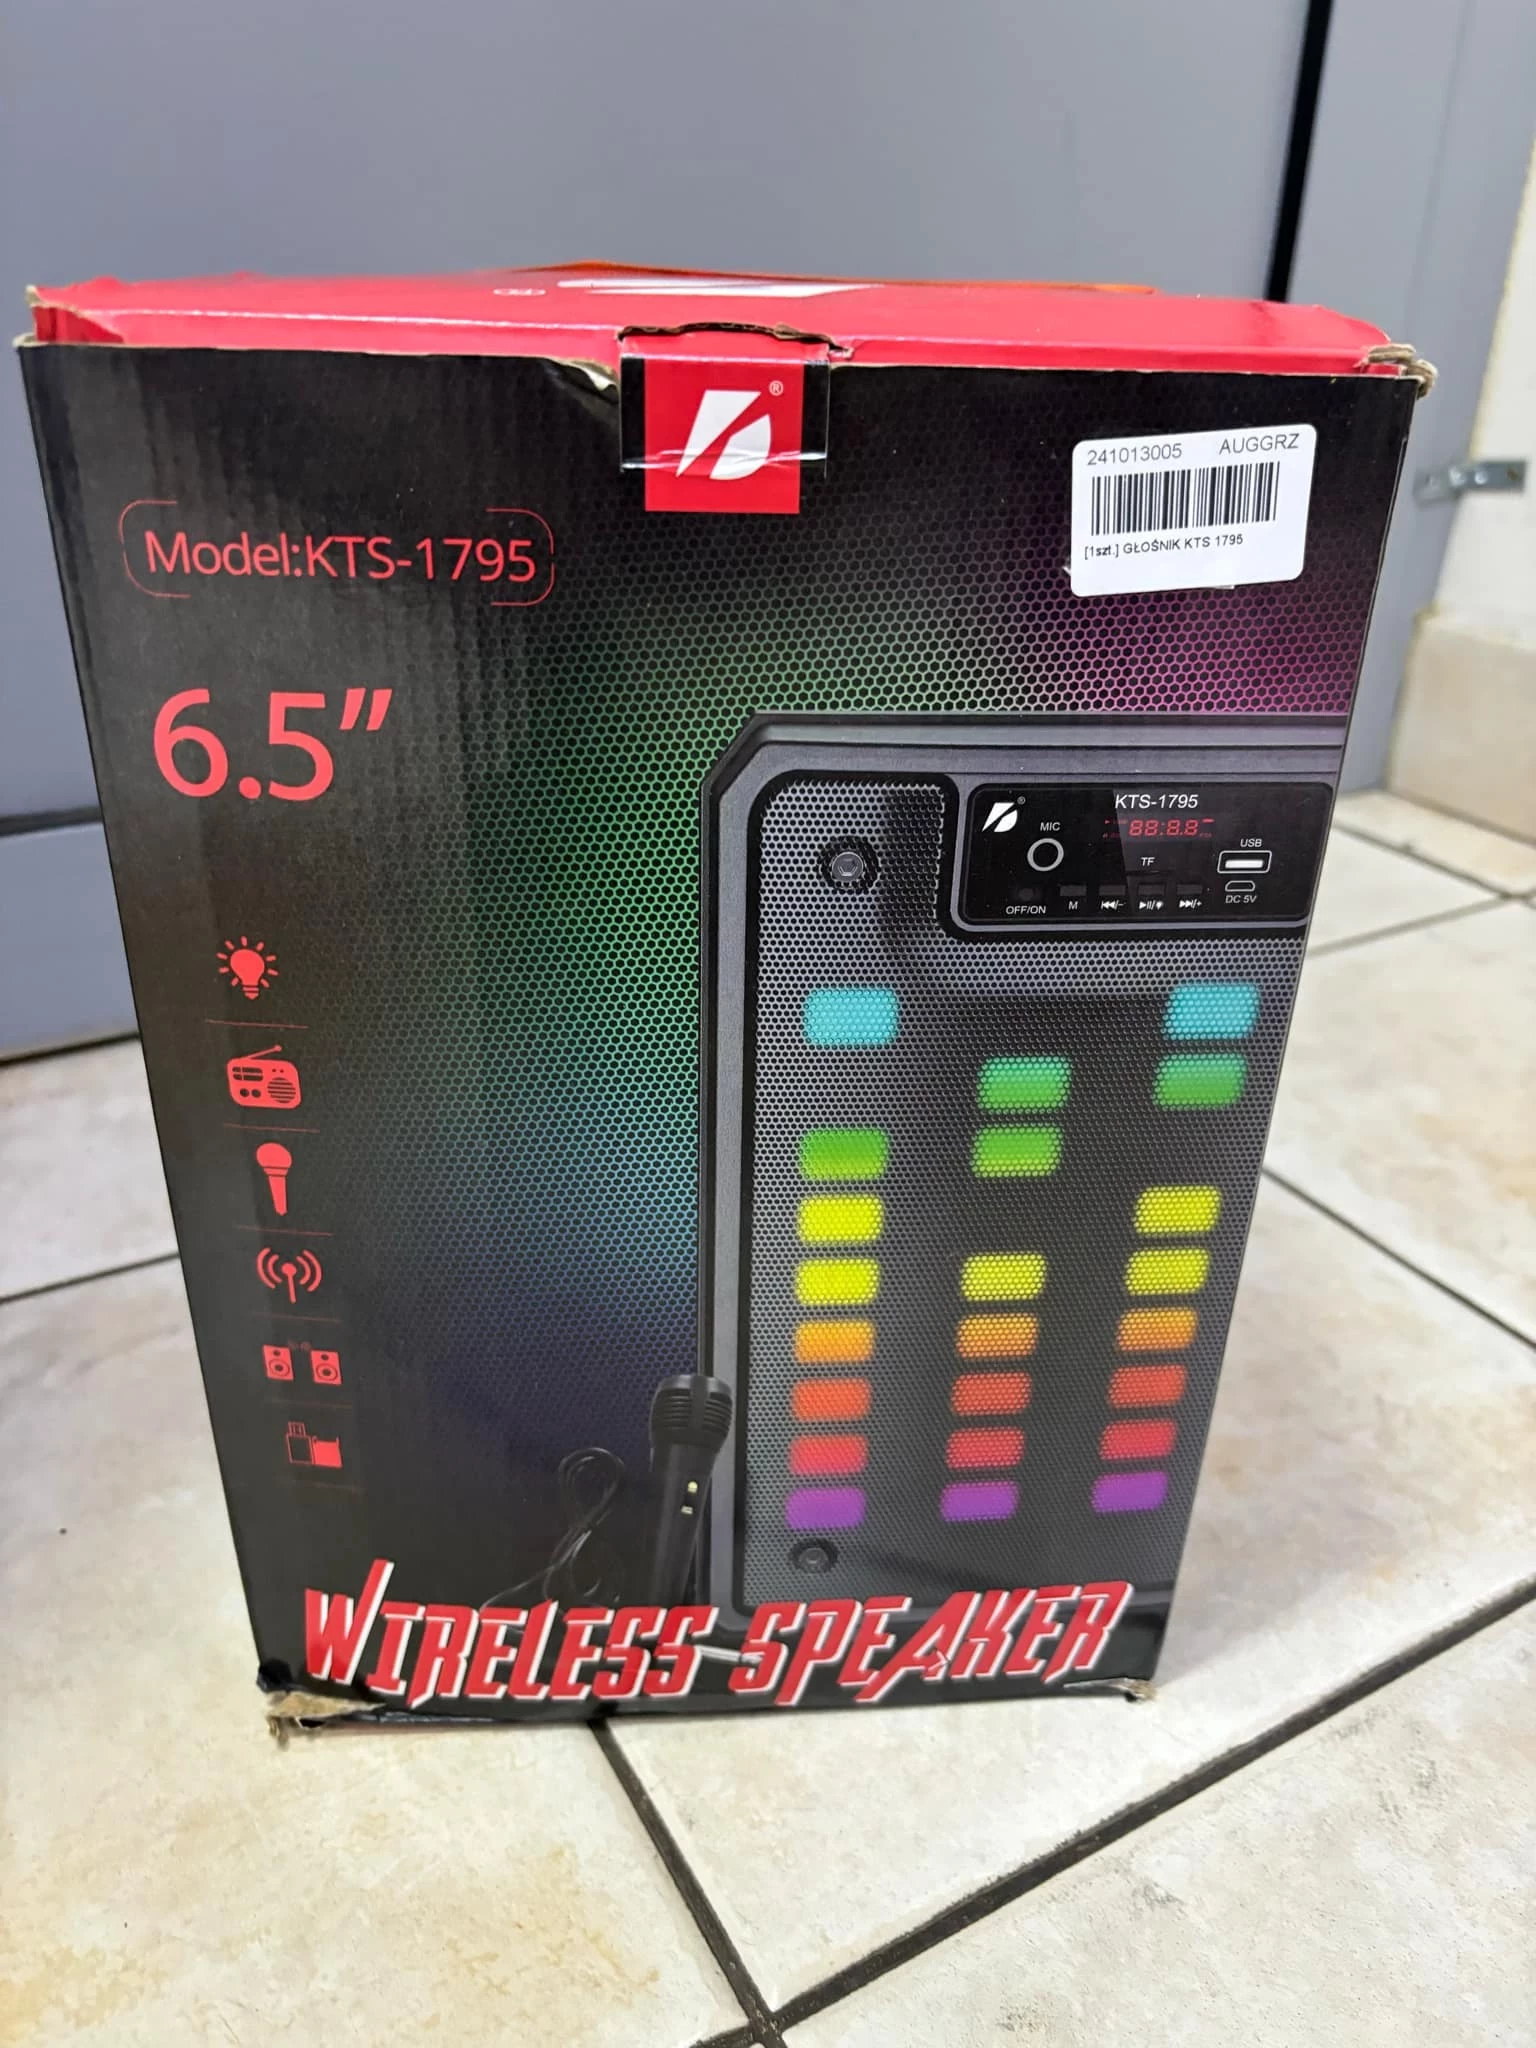 ®
241013005 AUGGRZ
[1szt.] GŁOŚNIK KTS 1795
Model:KTS-1795
6.5”
KTS-1795
®
MIC
88:8.8
USB
TF
OFF/ON M ⏮/− ⏯/☀ ⏭/+
DC 5V
WIRELESS SPEAKER